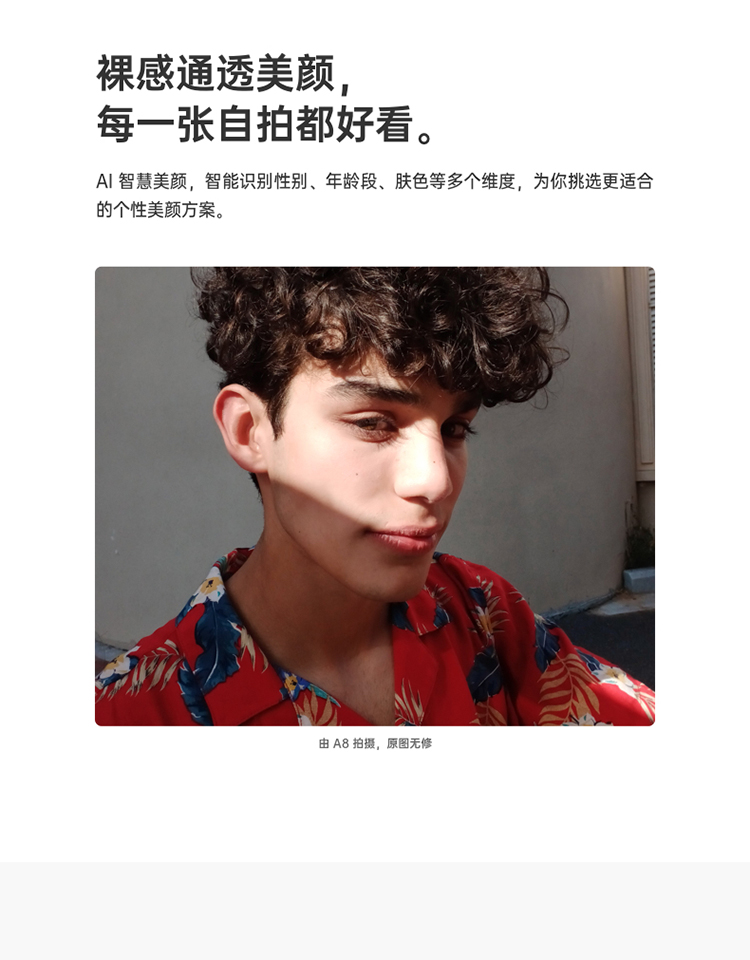 裸感通透美颜，
每一张自拍都好看。
AI 智慧美颜，智能识别性别、年龄段、肤色等多个维度，为你挑选更适合
的个性美颜方案。
由 A8 拍摄，原图无修